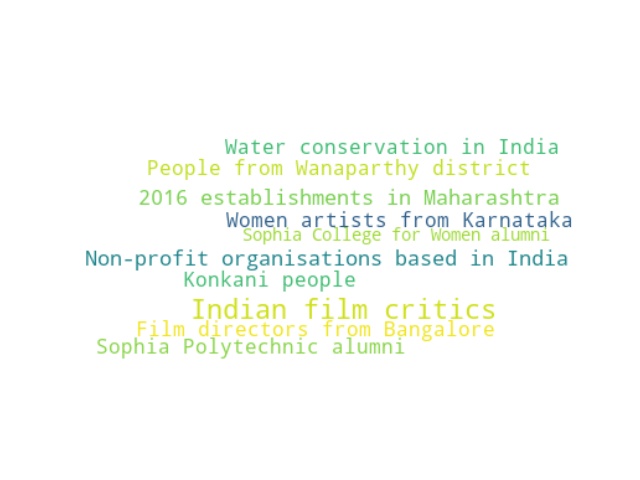 Water conservation in India
People from Wanaparthy district
2016 establishments in Maharashtra
Women artists from Karnataka
Sophia College for Women alumni
Non-profit organisations based in India
Konkani people
Indian film critics
Film directors from Bangalore
Sophia Polytechnic alumni